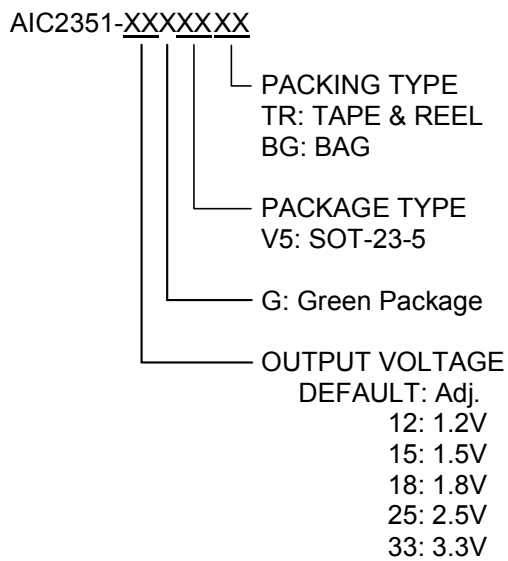 AIC2351-XXXXXXX
PACKING TYPE
TR: TAPE & REEL
BG: BAG
PACKAGE TYPE
V5: SOT-23-5
G: Green Package
OUTPUT VOLTAGE
DEFAULT: Adj.
12: 1.2V
15: 1.5V
18: 1.8V
25: 2.5V
33: 3.3V